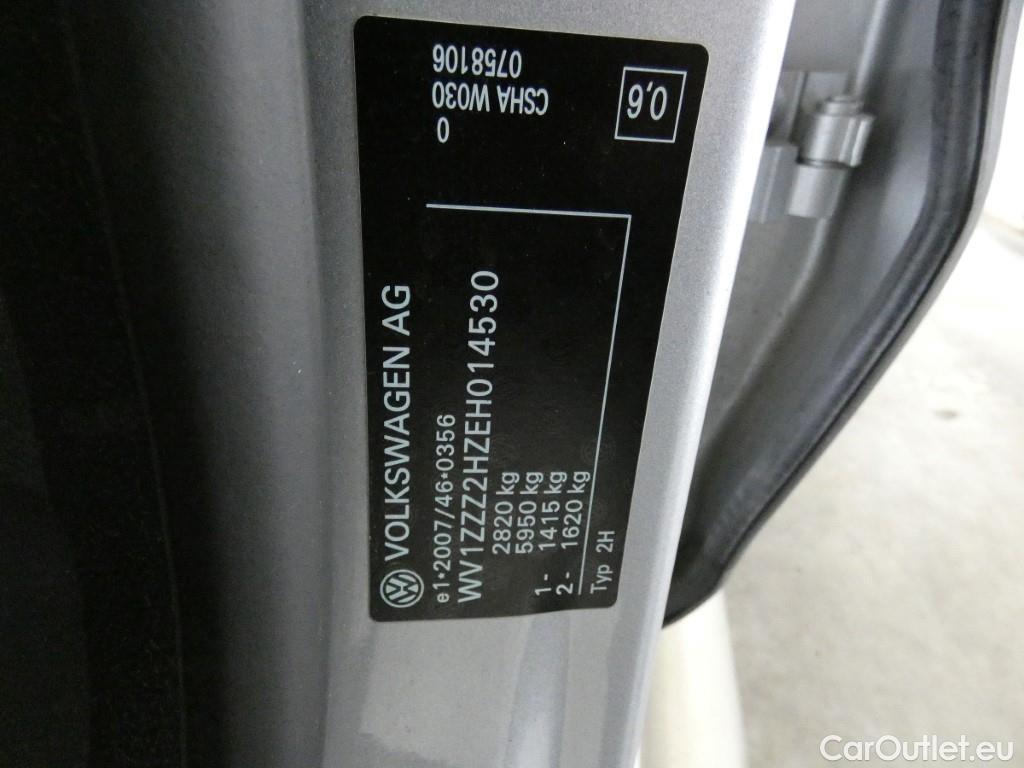 VOLKSWAGEN AG
e1*2007/46*0356
WV1ZZZ2HZEH014530
2820 kg
5950 kg
1- 1415 kg
2- 1620 kg
Typ 2H
0
CSHA W030
0758106
0,6
CarOutlet.eu